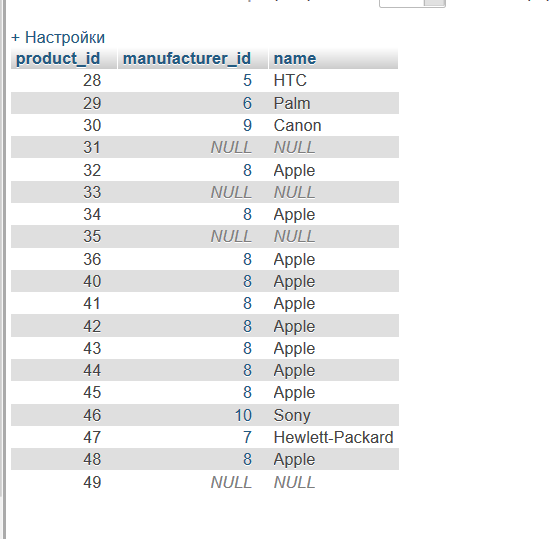 + Настройки
product_id manufacturer_id name
28 5 HTC
29 6 Palm
30 9 Canon
31 NULL NULL
32 8 Apple
33 NULL NULL
34 8 Apple
35 NULL NULL
36 8 Apple
40 8 Apple
41 8 Apple
42 8 Apple
43 8 Apple
44 8 Apple
45 8 Apple
46 10 Sony
47 7 Hewlett-Packard
48 8 Apple
49 NULL NULL